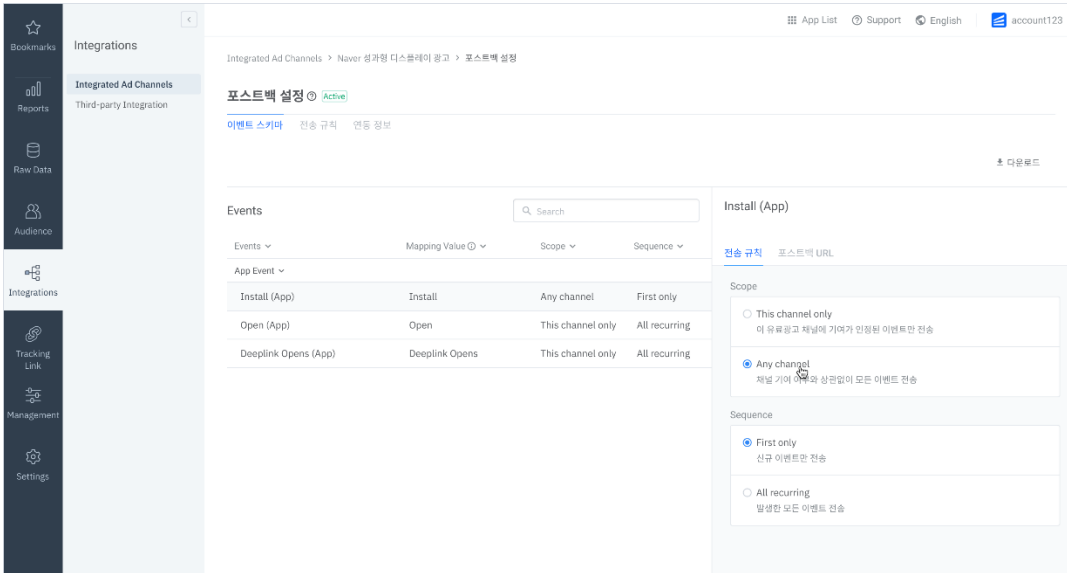 App List
Support
English
account123
Bookmarks
Reports
Raw Data
Audience
Integrations
Tracking
Link
Management
Settings
Integrations
Integrated Ad Channels
Third-party Integration
Integrated Ad Channels > Naver 성과형 디스플레이 광고 > 포스트백 설정
포스트백 설정 Active
이벤트 스키마 전송 규칙 연동 정보
다운로드
Events
Search
Events Mapping Value Scope Sequence
App Event
Install (App) Install Any channel First only
Open (App) Open This channel only All recurring
Deeplink Opens (App) Deeplink Opens This channel only All recurring
Install (App)
전송 규칙 포스트백 URL
Scope
This channel only
이 유료광고 채널에 기여가 인정된 이벤트만 전송
Any channel
채널 기여 여부와 상관없이 모든 이벤트 전송
Sequence
First only
신규 이벤트만 전송
All recurring
발생한 모든 이벤트 전송